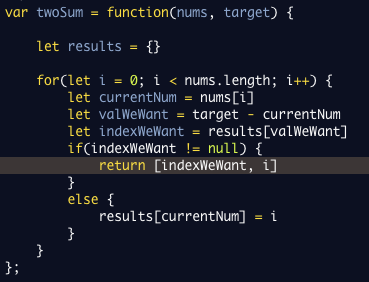 var twoSum = function(nums, target) {
let results = {}
for(let i = 0; i < nums.length; i++) {
let currentNum = nums[i]
let valWeWant = target - currentNum
let indexWeWant = results[valWeWant]
if(indexWeWant != null) {
return [indexWeWant, i]
}
else {
results[currentNum] = i
}
}
};